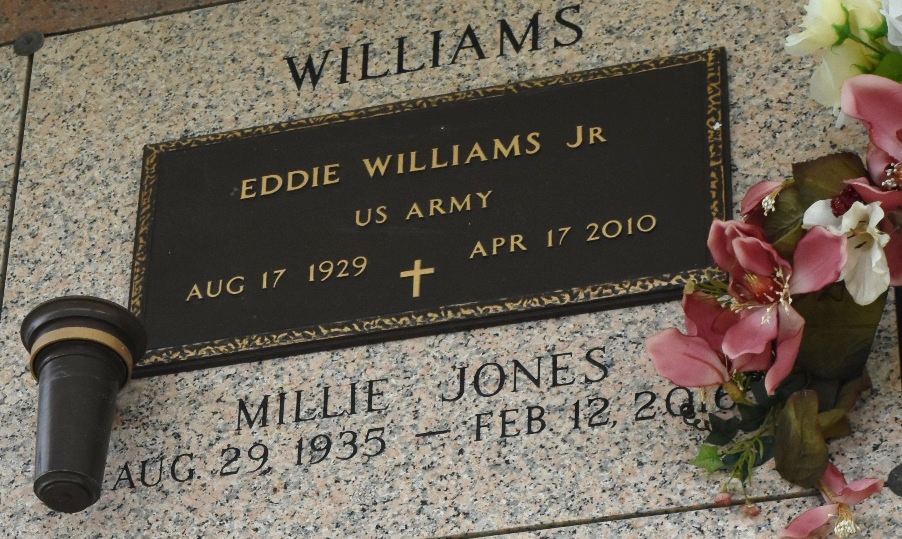 WILLIAMS
EDDIE WILLIAMS JR
US ARMY
AUG 17 1929 APR 17 2010
MILLIE JONES
AUG. 29, 1935 — FEB 12, 2016